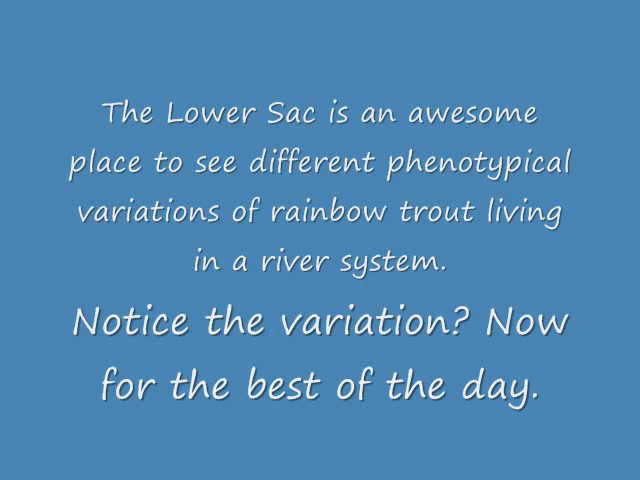 The Lower Sac is an awesome
place to see different phenotypical
variations of rainbow trout living
in a river system.
Notice the variation? Now
for the best of the day.